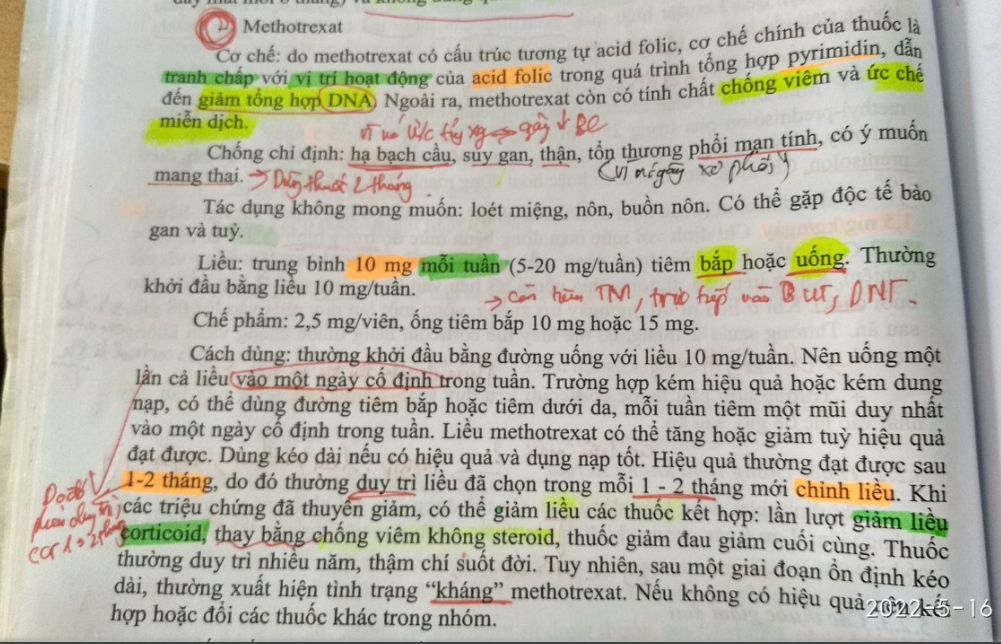 Methotrexat
Cơ chế: do methotrexat có cấu trúc tương tự acid folic, cơ chế chính của thuốc là
tranh chấp với vị trí hoạt động của acid folic trong quá trình tổng hợp pyrimidin, dẫn
đến giảm tổng hợp DNA. Ngoài ra, methotrexat còn có tính chất chống viêm và ức chế
miễn dịch.
Chống chỉ định: hạ bạch cầu, suy gan, thận, tổn thương phổi mạn tính, có ý muốn
mang thai.
Tác dụng không mong muốn: loét miệng, nôn, buồn nôn. Có thể gặp độc tế bào
gan và tuỷ.
Liều: trung bình 10 mg mỗi tuần (5-20 mg/tuần) tiêm bắp hoặc uống. Thường
khởi đầu bằng liều 10 mg/tuần.
Chế phẩm: 2,5 mg/viên, ống tiêm bắp 10 mg hoặc 15 mg.
Cách dùng: thường khởi đầu bằng đường uống với liều 10 mg/tuần. Nên uống một
lần cả liều vào một ngày cố định trong tuần. Trường hợp kém hiệu quả hoặc kém dung
nạp, có thể dùng đường tiêm bắp hoặc tiêm dưới da, mỗi tuần tiêm một mũi duy nhất
vào một ngày cố định trong tuần. Liều methotrexat có thể tăng hoặc giảm tuỳ hiệu quả
đạt được. Dùng kéo dài nếu có hiệu quả và dụng nạp tốt. Hiệu quả thường đạt được sau
1-2 tháng, do đó thường duy trì liều đã chọn trong mỗi 1 - 2 tháng mới chỉnh liều. Khi
các triệu chứng đã thuyên giảm, có thể giảm liều các thuốc kết hợp: lần lượt giảm liều
corticoid, thay bằng chống viêm không steroid, thuốc giảm đau giảm cuối cùng. Thuốc
thường duy trì nhiều năm, thậm chí suốt đời. Tuy nhiên, sau một giai đoạn ổn định kéo
dài, thường xuất hiện tình trạng “kháng” methotrexat. Nếu không có hiệu quả
hợp hoặc đổi các thuốc khác trong nhóm.
2022-5-16